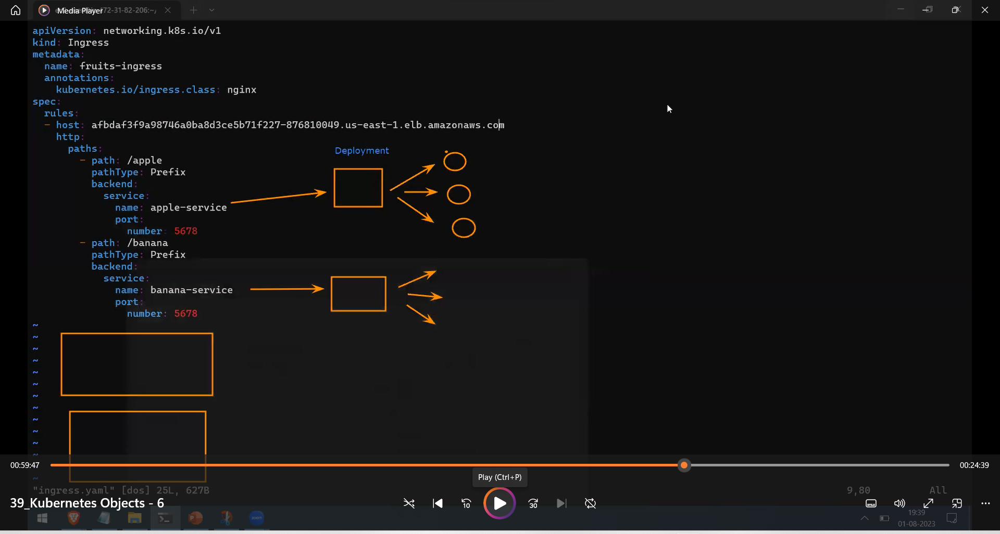 Media Player
72-31-82-206:~/
apiVersion: networking.k8s.io/v1
kind: Ingress
metadata:
  name: fruits-ingress
  annotations:
    kubernetes.io/ingress.class: nginx
spec:
  rules:
  - host: afbdaf3f9a98746a0ba8d3ce5b71f227-876810049.us-east-1.elb.amazonaws.com
    http:
      paths:
        - path: /apple
          pathType: Prefix
          backend:
            service:
              name: apple-service
              port:
                number: 5678
        - path: /banana
          pathType: Prefix
          backend:
            service:
              name: banana-service
              port:
                number: 5678
Deployment
~
~
~
~
~
~
~
~
~
~
~
~
~
00:59:47
00:24:39
Play (Ctrl+P)
"ingress.yaml" [dos] 25L, 627B
9,80
All
39_Kubernetes Objects - 6
10
30
zoom
19:39
01-08-2023